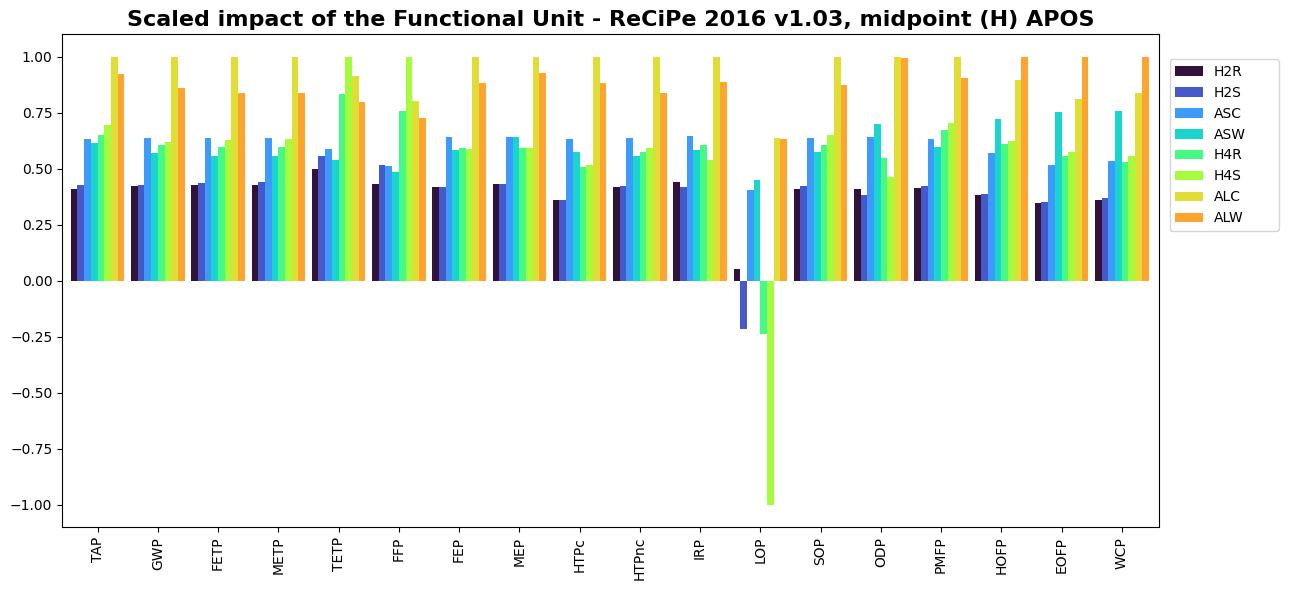 Scaled impact of the Functional Unit - ReCiPe 2016 v1.03, midpoint (H) APOS
1.00
0.75
0.50
0.25
0.00
−0.25
−0.50
−0.75
−1.00
TAP
GWP
FETP
METP
TETP
FFP
FEP
MEP
HTPc
HTPnc
IRP
LOP
SOP
ODP
PMFP
HOFP
EOFP
WCP
H2R
H2S
ASC
ASW
H4R
H4S
ALC
ALW